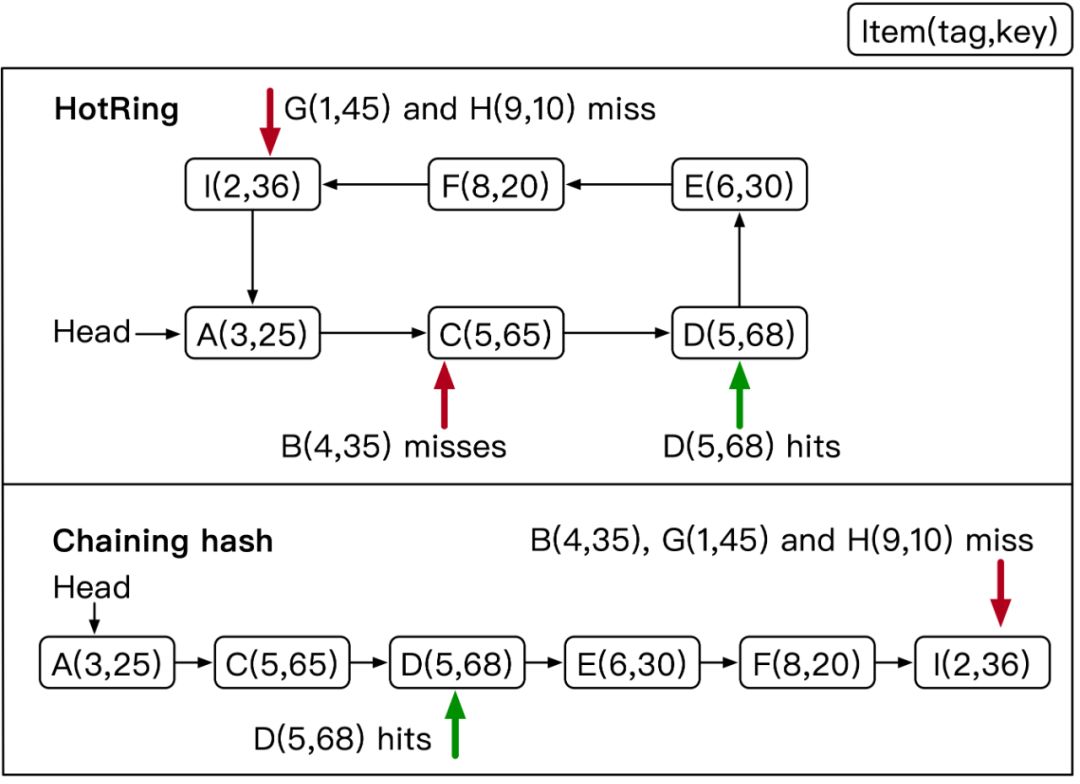 Item(tag,key)
HotRing
G(1,45) and H(9,10) miss
I(2,36)
F(8,20)
E(6,30)
Head
A(3,25)
C(5,65)
D(5,68)
B(4,35) misses
D(5,68) hits
Chaining hash
B(4,35), G(1,45) and H(9,10) miss
Head
A(3,25)
C(5,65)
D(5,68)
E(6,30)
F(8,20)
I(2,36)
D(5,68) hits